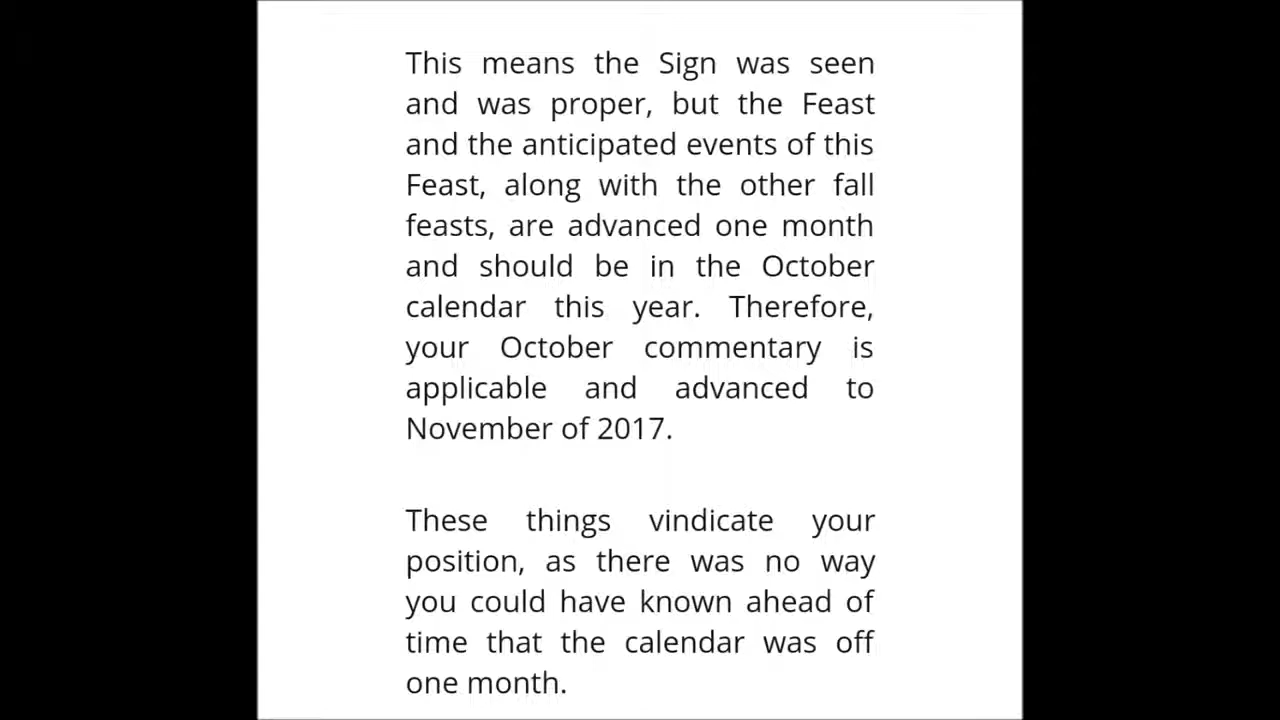 This means the Sign was seen
and was proper, but the Feast
and the anticipated events of this
Feast, along with the other fall
feasts, are advanced one month
and should be in the October
calendar this year. Therefore,
your October commentary is
applicable and advanced to
November of 2017.
These things vindicate your
position, as there was no way
you could have known ahead of
time that the calendar was off
one month.